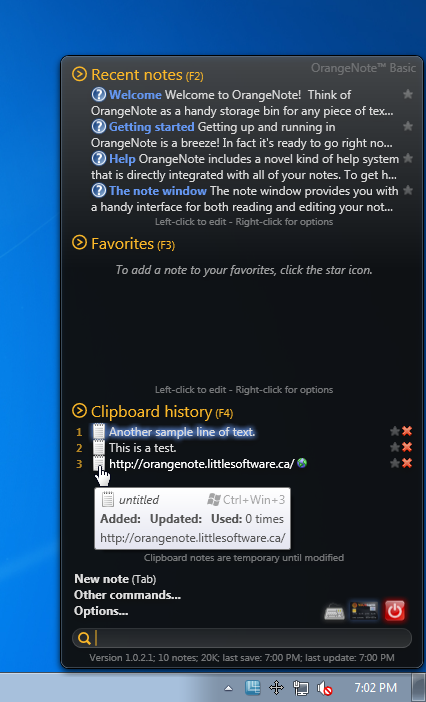 OrangeNote™ Basic
Recent notes (F2)
Welcome Welcome to OrangeNote! Think of
OrangeNote as a handy storage bin for any piece of tex...
Getting started Getting up and running in
OrangeNote is a breeze! In fact it's ready to go right no...
Help OrangeNote includes a novel kind of help system
that is directly integrated with all of your notes. To get h...
The note window The note window provides you with
a handy interface for both reading and editing your not...
Left-click to edit - Right-click for options
Favorites (F3)
To add a note to your favorites, click the star icon.
Left-click to edit - Right-click for options
Clipboard history (F4)
1 Another sample line of text.
2 This is a test.
3 http://orangenote.littlesoftware.ca/
untitled Ctrl+Win+3
Added: Updated: Used: 0 times
http://orangenote.littlesoftware.ca/
Clipboard notes are temporary until modified
New note (Tab)
Other commands...
Options...
Version 1.0.2.1; 10 notes; 20K; last save: 7:00 PM; last update: 7:00 PM
7:02 PM